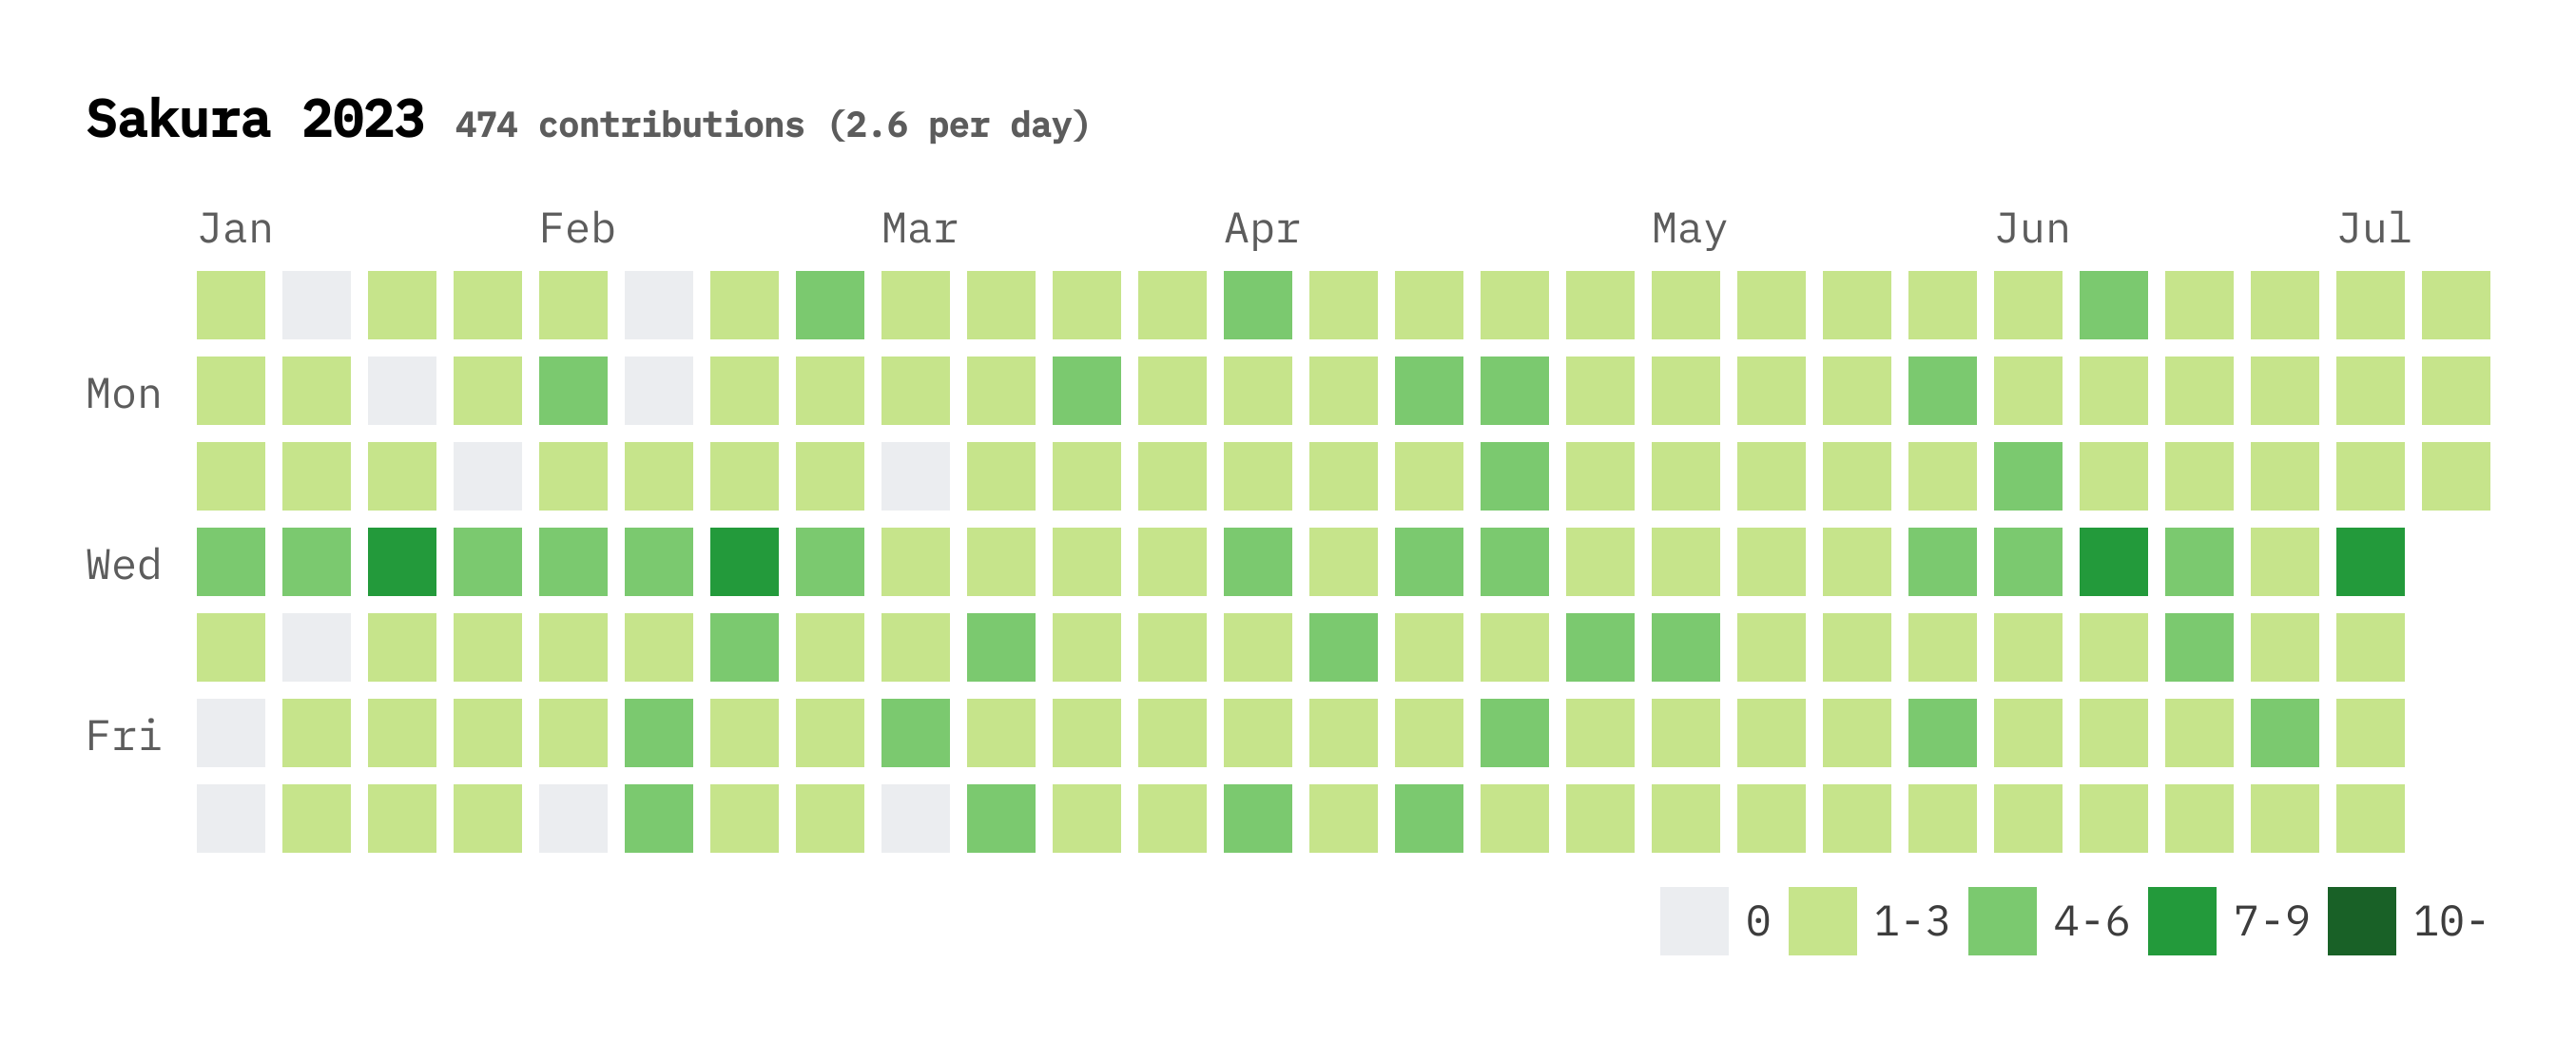 Sakura 2023 474 contributions (2.6 per day)
Jan Feb Mar Apr May Jun Jul
Mon
Wed
Fri
0 1-3 4-6 7-9 10-